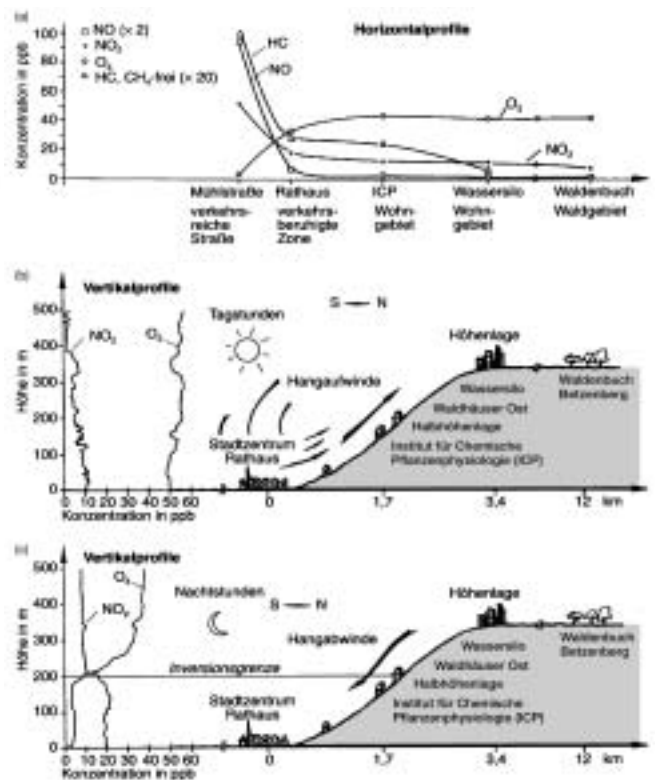 (a)
Konzentration in ppb
100
80
60
40
20
0
NO (× 2)
NO₂
O₃
HC, CH₄-frei (× 20)
Horizontalprofile
HC
NO
O₃
NO₂
Mühlstraße
verkehrs-
reiche
Straße
Rathaus
verkehrs-
beruhigte
Zone
ICP
Wohn-
gebiet
Wassersilo
Wohn-
gebiet
Waldenbuch
Waldgebiet
(b)
Vertikalprofile
Höhe in m
500
400
300
200
100
0
NO₂
O₃
Tagstunden
S N
Hangaufwinde
Höhenlage
Stadtzentrum
Rathaus
Wassersilo
Waldhäuser Ost
Halbhöhenlage
Institut für Chemische
Pflanzenphysiologie (ICP)
Waldenbuch
Betzenberg
0 10 20 30 40 50 60
0 1,7 3,4 12 km
Konzentration in ppb
(c)
Vertikalprofile
Höhe in m
500
400
300
200
100
0
O₃
Nachtstunden
S N
Hangabwinde
Höhenlage
Inversionsgrenze
Stadtzentrum
Rathaus
Wassersilo
Waldhäuser Ost
Halbhöhenlage
Institut für Chemische
Pflanzenphysiologie (ICP)
Waldenbuch
Betzenberg
0 10 20 30 40 50 60
0 1,7 3,4 12 km
Konzentration in ppb